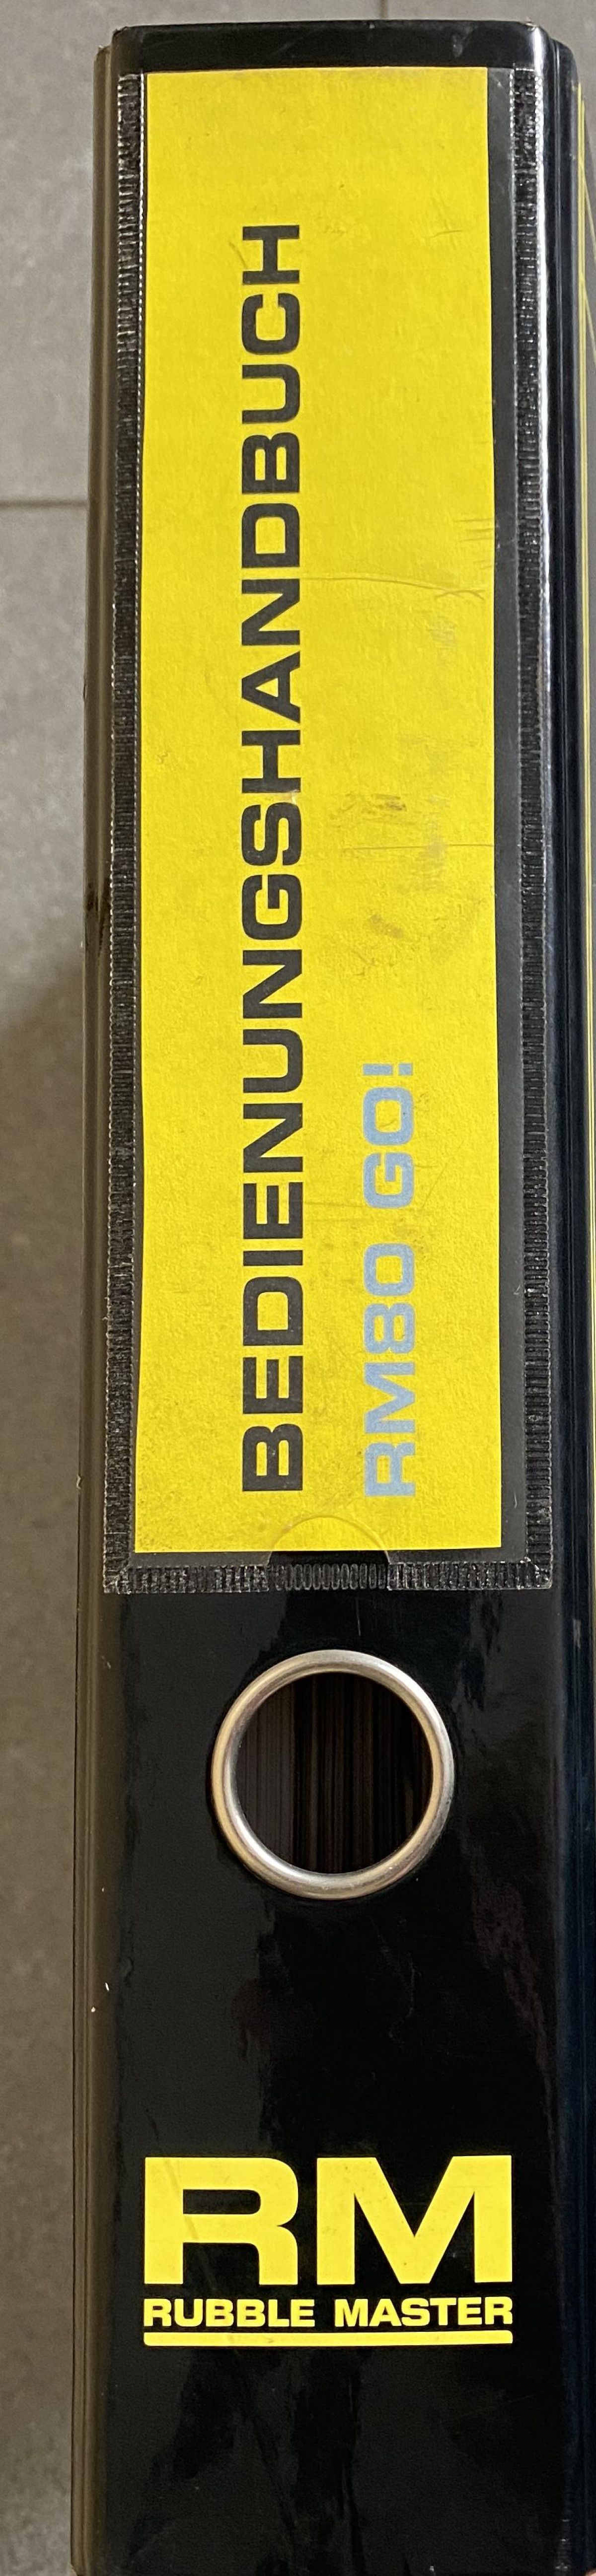 BEDIENUNGSHANDBUCH
RM80 GO!
RM
RUBBLE MASTER